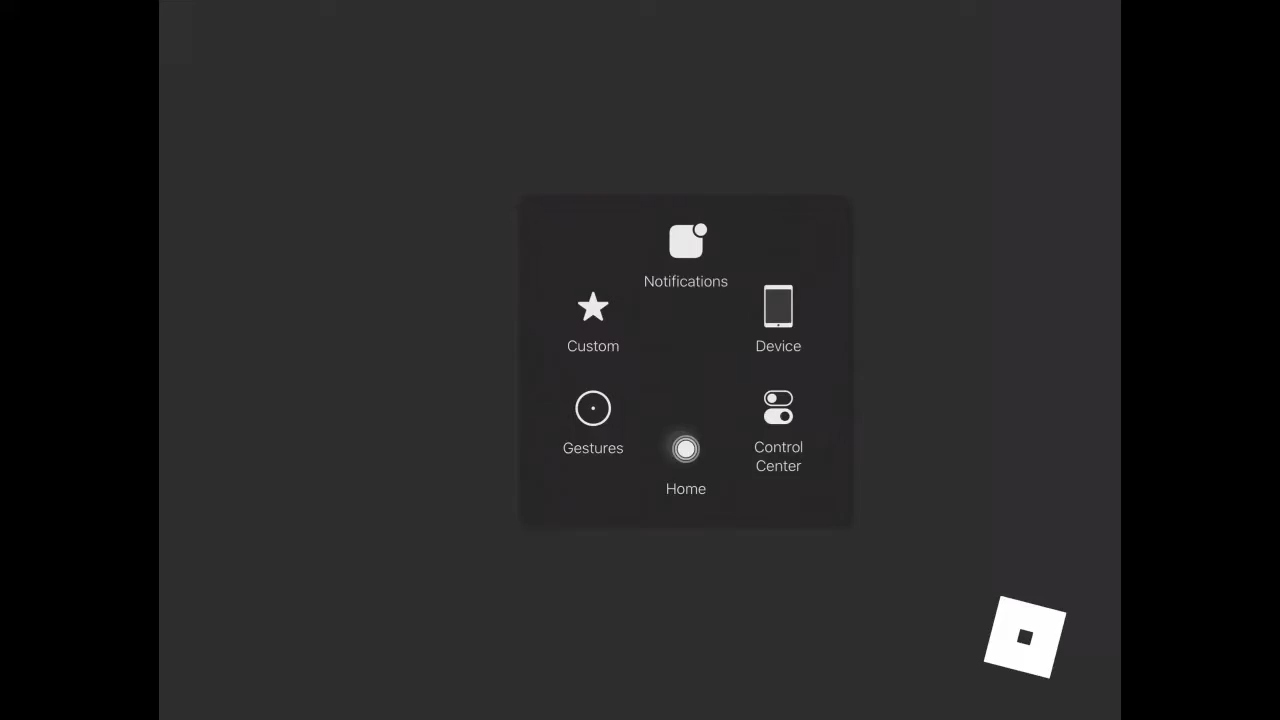 Notifications
Custom
Device
Gestures
Control
Center
Home